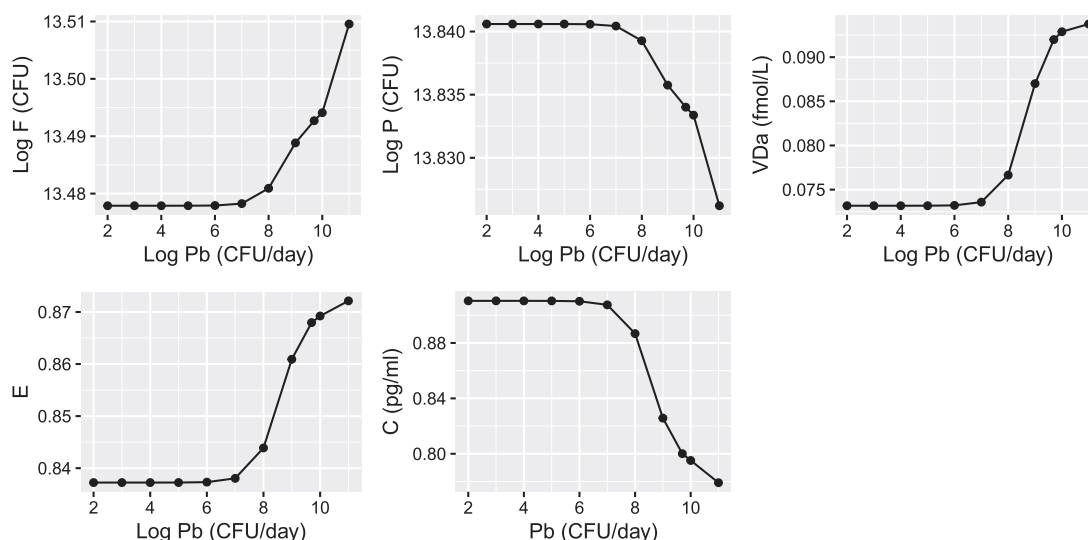 Log F (CFU)
13.51
13.50
13.49
13.48
2 4 6 8 10
Log Pb (CFU/day)
Log P (CFU)
13.840
13.835
13.830
2 4 6 8 10
Log Pb (CFU/day)
VDa (fmol/L)
0.090
0.085
0.080
0.075
2 4 6 8 10
Log Pb (CFU/day)
E
0.87
0.86
0.85
0.84
2 4 6 8 10
Log Pb (CFU/day)
C (pg/ml)
0.88
0.84
0.80
2 4 6 8 10
Pb (CFU/day)